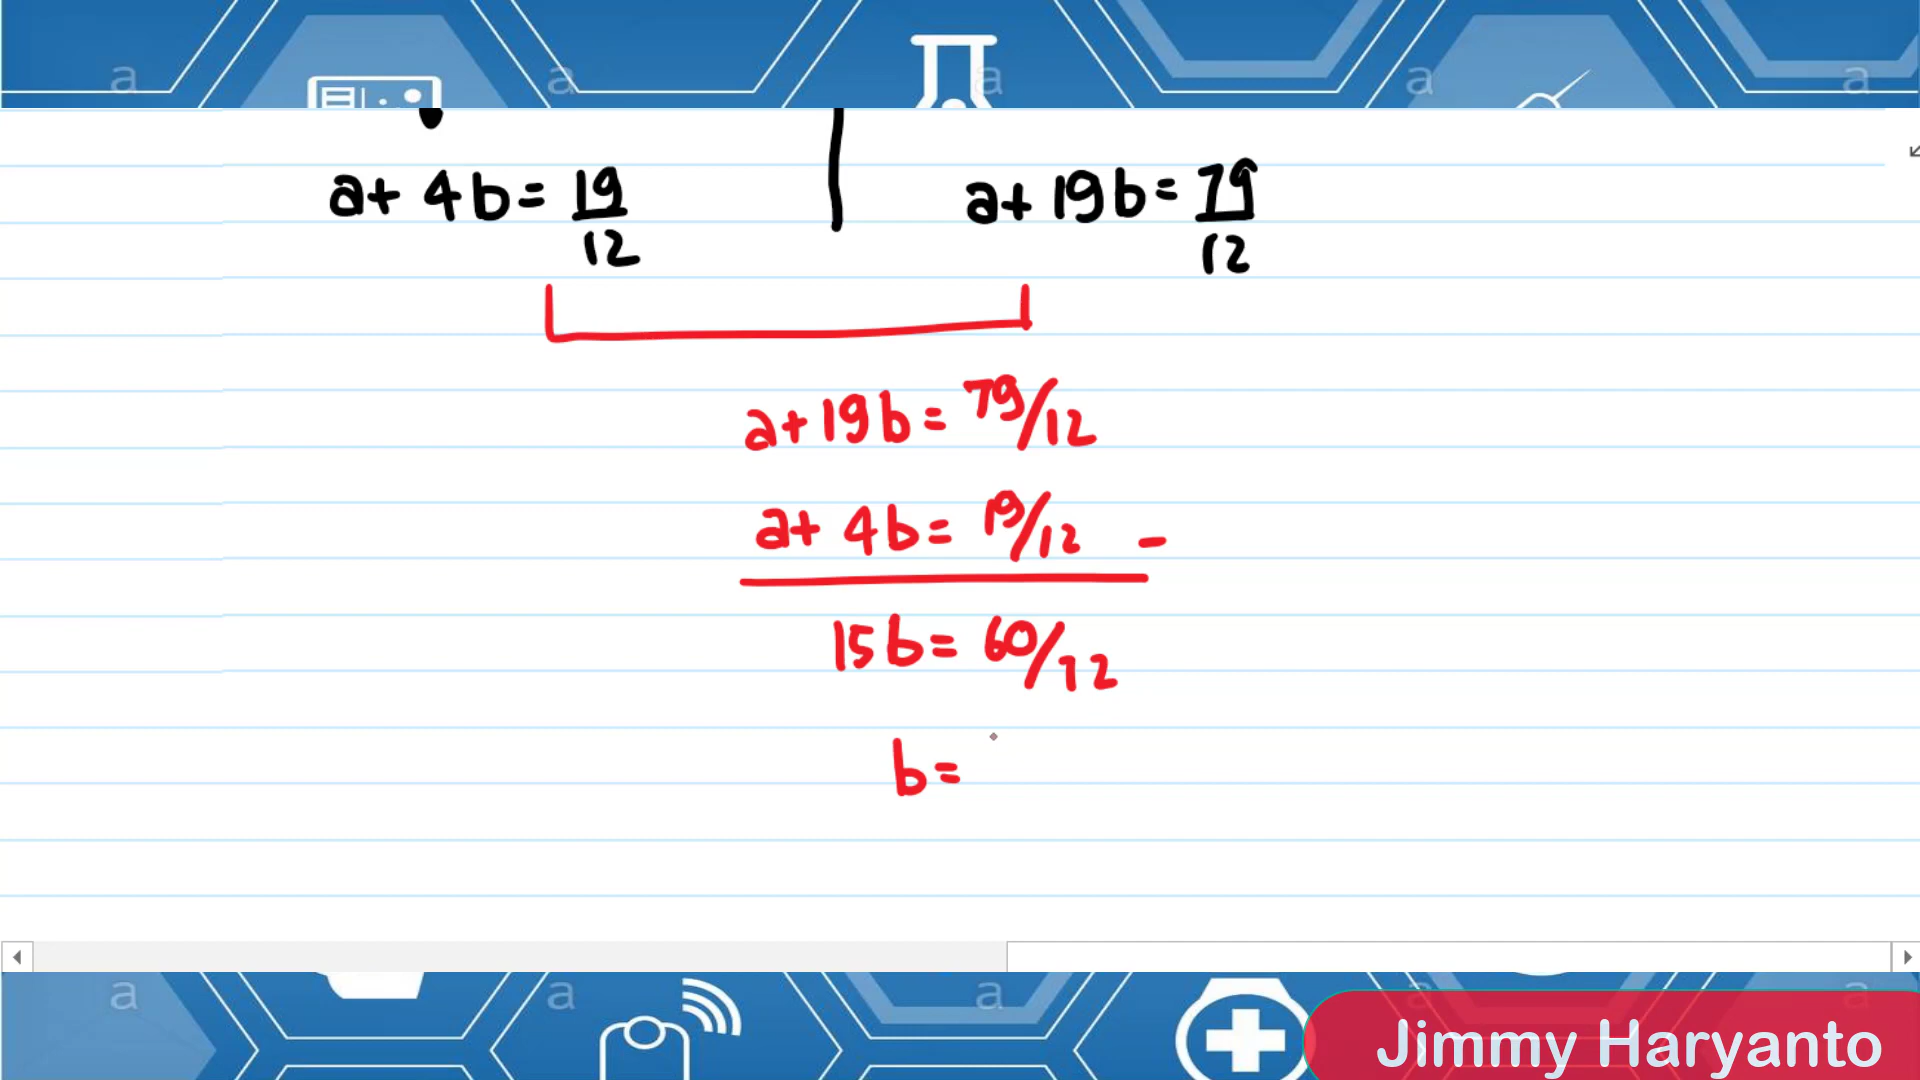 a a a a a
a + 4b = 19/12
a + 19b = 79/12
a + 19b = 79/12
a + 4b = 19/12 -
15b = 60/12
b =
a a a a a
Jimmy Haryanto